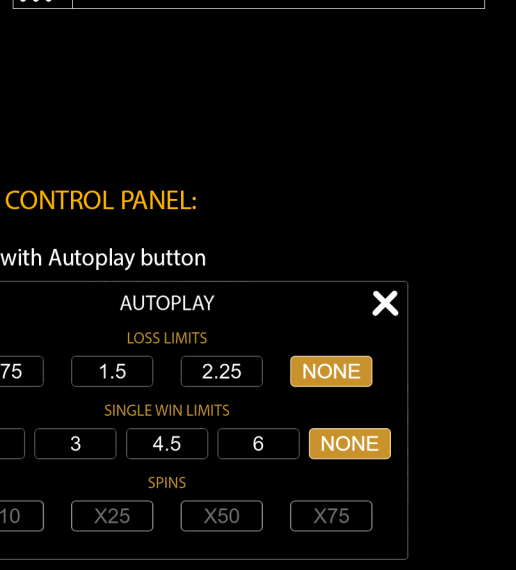 CONTROL PANEL:
with Autoplay button
AUTOPLAY
LOSS LIMITS
75 1.5 2.25 NONE
SINGLE WIN LIMITS
3 4.5 6 NONE
SPINS
10 X25 X50 X75